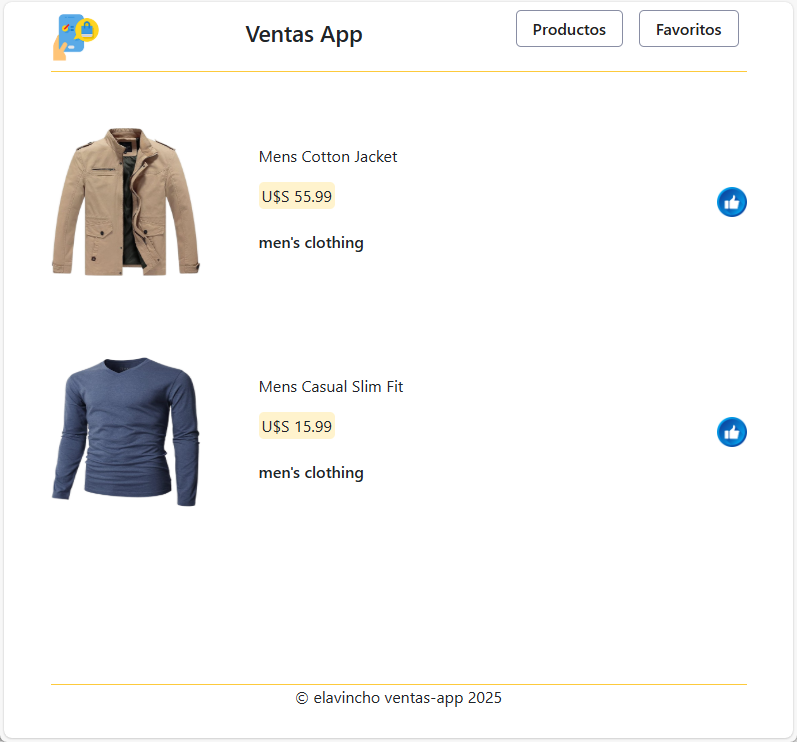 Ventas App
Productos
Favoritos
Mens Cotton Jacket
U$S 55.99
men's clothing
Mens Casual Slim Fit
U$S 15.99
men's clothing
© elavincho ventas-app 2025